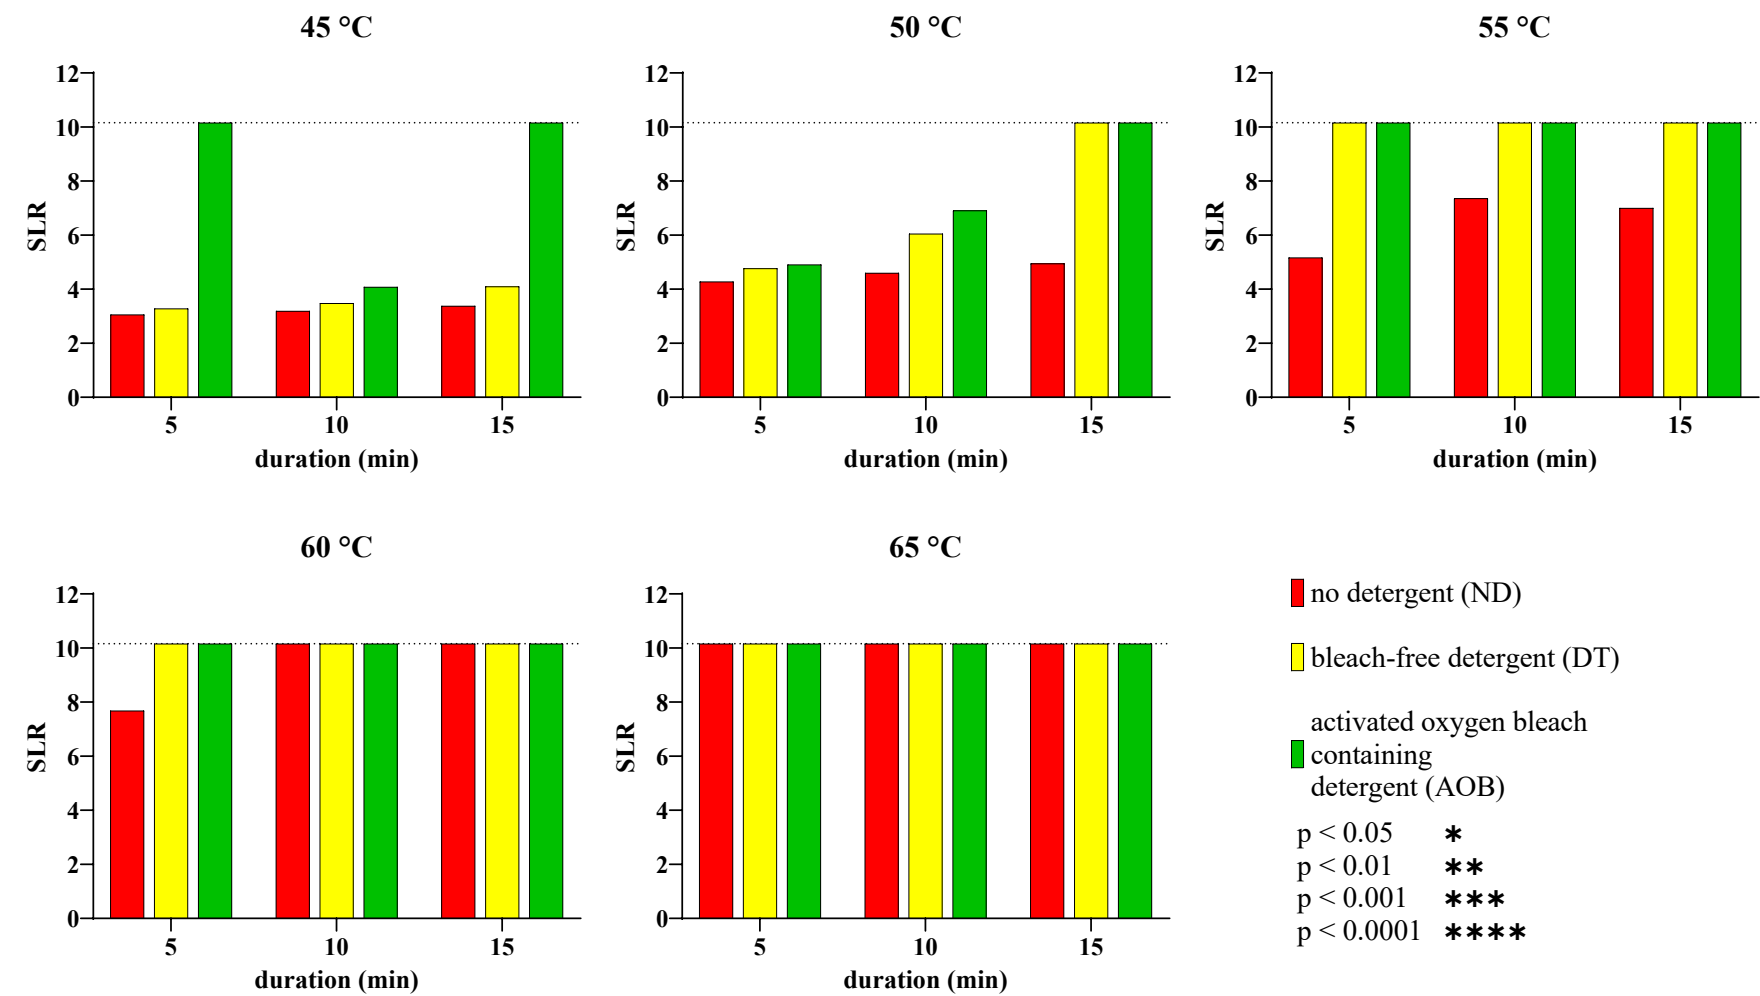 45 °C
12
10
8
6
4
2
0
SLR
5 10 15
duration (min)
50 °C
12
10
8
6
4
2
0
SLR
5 10 15
duration (min)
55 °C
12
10
8
6
4
2
0
SLR
5 10 15
duration (min)
60 °C
12
10
8
6
4
2
0
SLR
5 10 15
duration (min)
65 °C
12
10
8
6
4
2
0
SLR
5 10 15
duration (min)
no detergent (ND)
bleach-free detergent (DT)
activated oxygen bleach
containing
detergent (AOB)
p < 0.05 *
p < 0.01 **
p < 0.001 ***
p < 0.0001 ****